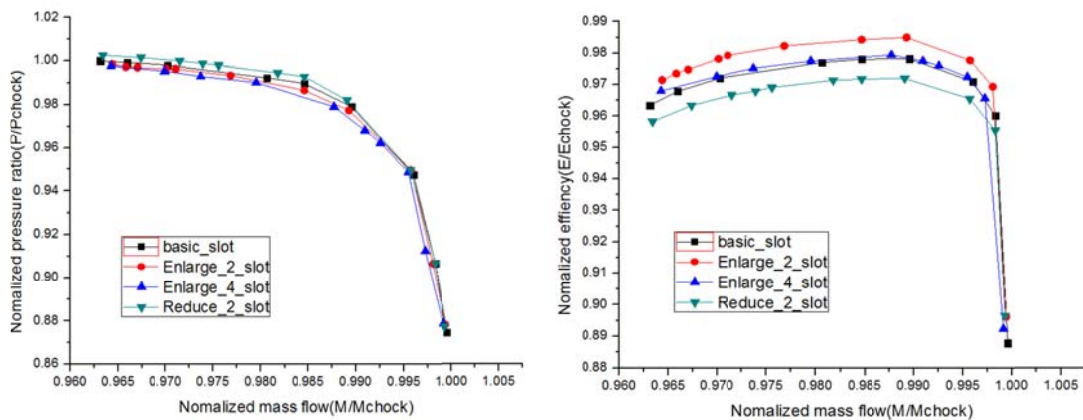 1.02
1.00
0.98
0.96
0.94
0.92
0.90
0.88
0.86
Nomalized pressure ratio(P/Pchock)
basic_slot
Enlarge_2_slot
Enlarge_4_slot
Reduce_2_slot
0.960 0.965 0.970 0.975 0.980 0.985 0.990 0.995 1.000 1.005
Nomalized mass flow(M/Mchock)
0.99
0.98
0.97
0.96
0.95
0.94
0.93
0.92
0.91
0.90
0.89
0.88
Nomalized effiency(E/Echock)
basic_slot
Enlarge_2_slot
Enlarge_4_slot
Reduce_2_slot
0.960 0.965 0.970 0.975 0.980 0.985 0.990 0.995 1.000 1.005
Nomalized mass flow(M/Mchock)